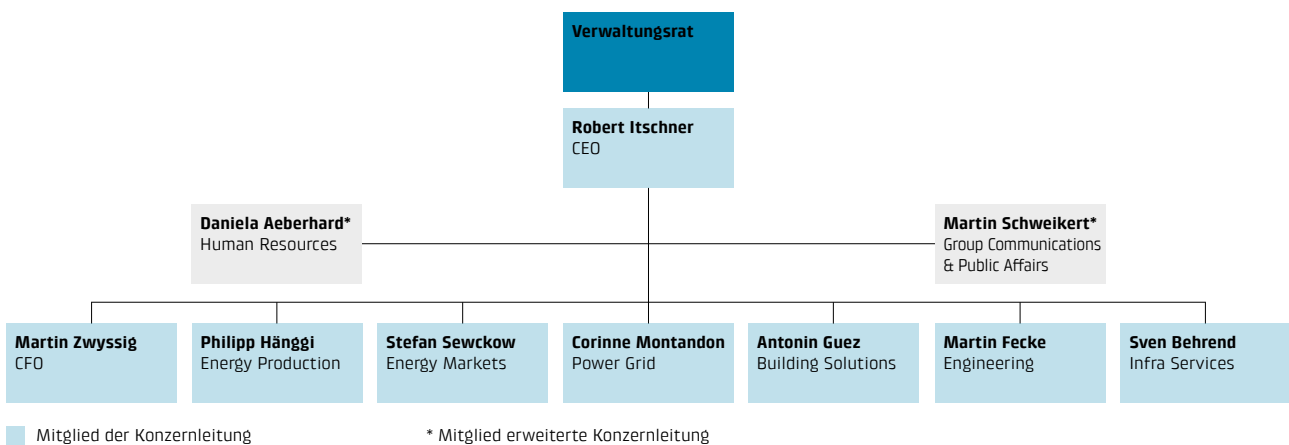 Verwaltungsrat
Robert Itschner
CEO
Daniela Aeberhard*
Human Resources
Martin Schweikert*
Group Communications
& Public Affairs
Martin Zwyssig
CFO
Philipp Hänggi
Energy Production
Stefan Sewckow
Energy Markets
Corinne Montandon
Power Grid
Antonin Guez
Building Solutions
Martin Fecke
Engineering
Sven Behrend
Infra Services
Mitglied der Konzernleitung
* Mitglied erweiterte Konzernleitung